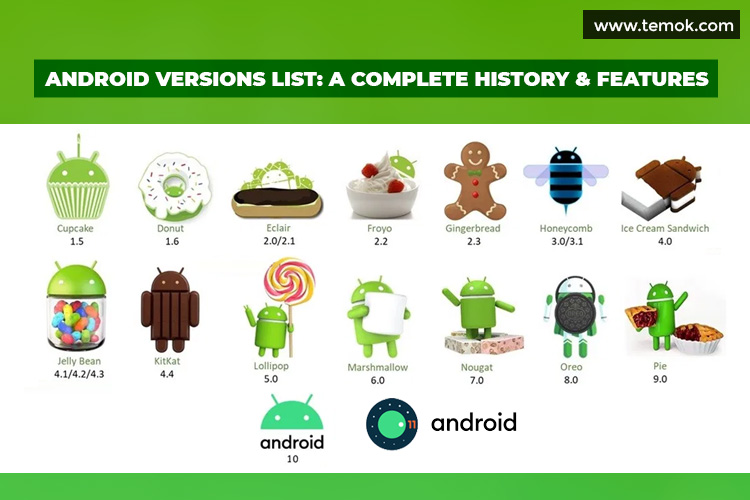 www.temok.com
ANDROID VERSIONS LIST: A COMPLETE HISTORY & FEATURES
Cupcake
1.5
Donut
1.6
Eclair
2.0/2.1
Froyo
2.2
Gingerbread
2.3
Honeycomb
3.0/3.1
Ice Cream Sandwich
4.0
Jelly Bean
4.1/4.2/4.3
KitKat
4.4
Lollipop
5.0
Marshmallow
6.0
Nougat
7.0
Oreo
8.0
Pie
9.0
android
10
11
android